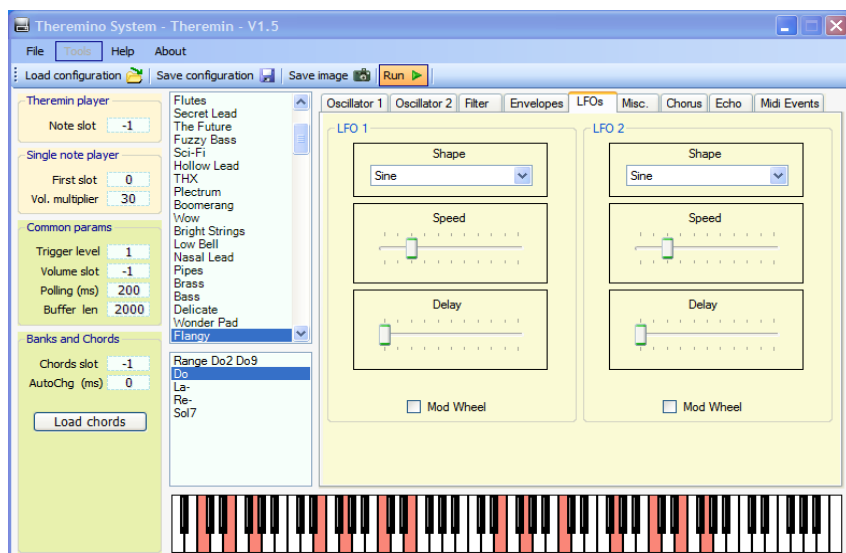 Theremino System - Theremin - V1.5
File Tools Help About
Load configuration Save configuration Save image Run
Theremin player
Note slot -1
Single note player
First slot 0
Vol. multiplier 30
Common params
Trigger level 1
Volume slot -1
Polling (ms) 200
Buffer len 2000
Banks and Chords
Chords slot -1
AutoChg (ms) 0
Load chords
Flutes
Secret Lead
The Future
Fuzzy Bass
Sci-Fi
Hollow Lead
THX
Plectrum
Boomerang
Wow
Bright Strings
Low Bell
Nasal Lead
Pipes
Brass
Bass
Delicate
Wonder Pad
Flangy
Range Do2 Do9
Do
La-
Re-
Sol7
Oscillator 1 Oscillator 2 Filter Envelopes LFOs Misc. Chorus Echo Midi Events
LFO 1
Shape
Sine
Speed
Delay
Mod Wheel
LFO 2
Shape
Sine
Speed
Delay
Mod Wheel